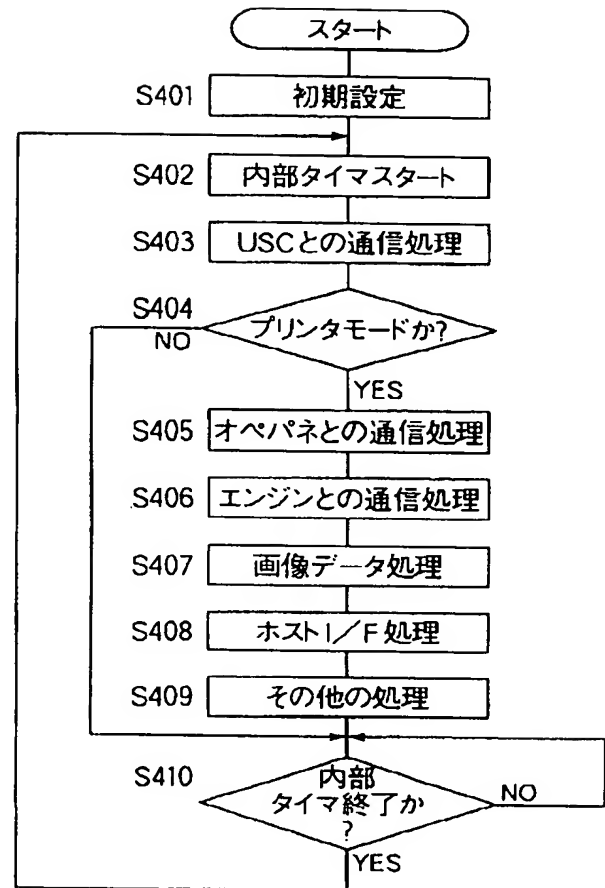 スタート
S401 初期設定
S402 内部タイマスタート
S403 USCとの通信処理
S404 プリンタモードか?
NO
YES
S405 オペパネとの通信処理
S406 エンジンとの通信処理
S407 画像データ処理
S408 ホストI/F処理
S409 その他の処理
S410 内部
タイマ終了か
?
NO
YES